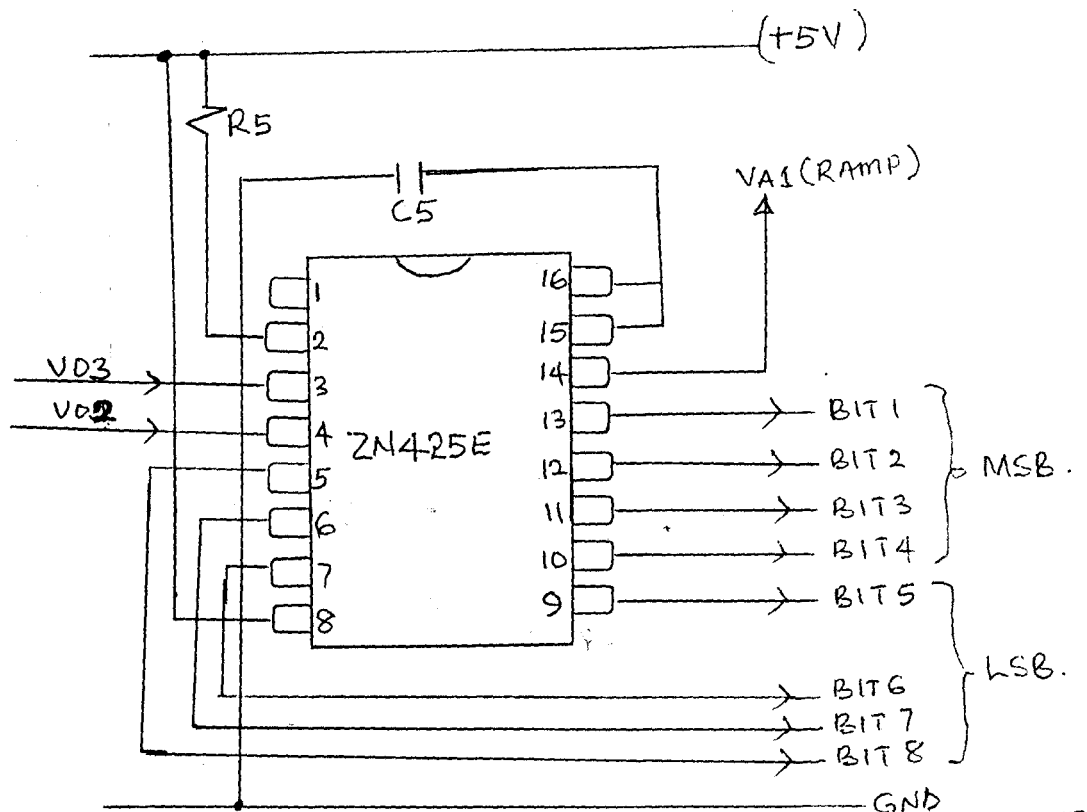 (+5V)
R5
C5
VA1 (RAMP)
1
2
3
4
5
6
7
8
ZN425E
16
15
14
13
12
11
10
9
VO3
VO2
BIT 1
BIT 2
BIT 3
BIT 4
MSB.
BIT 5
BIT 6
BIT 7
BIT 8
LSB.
GND